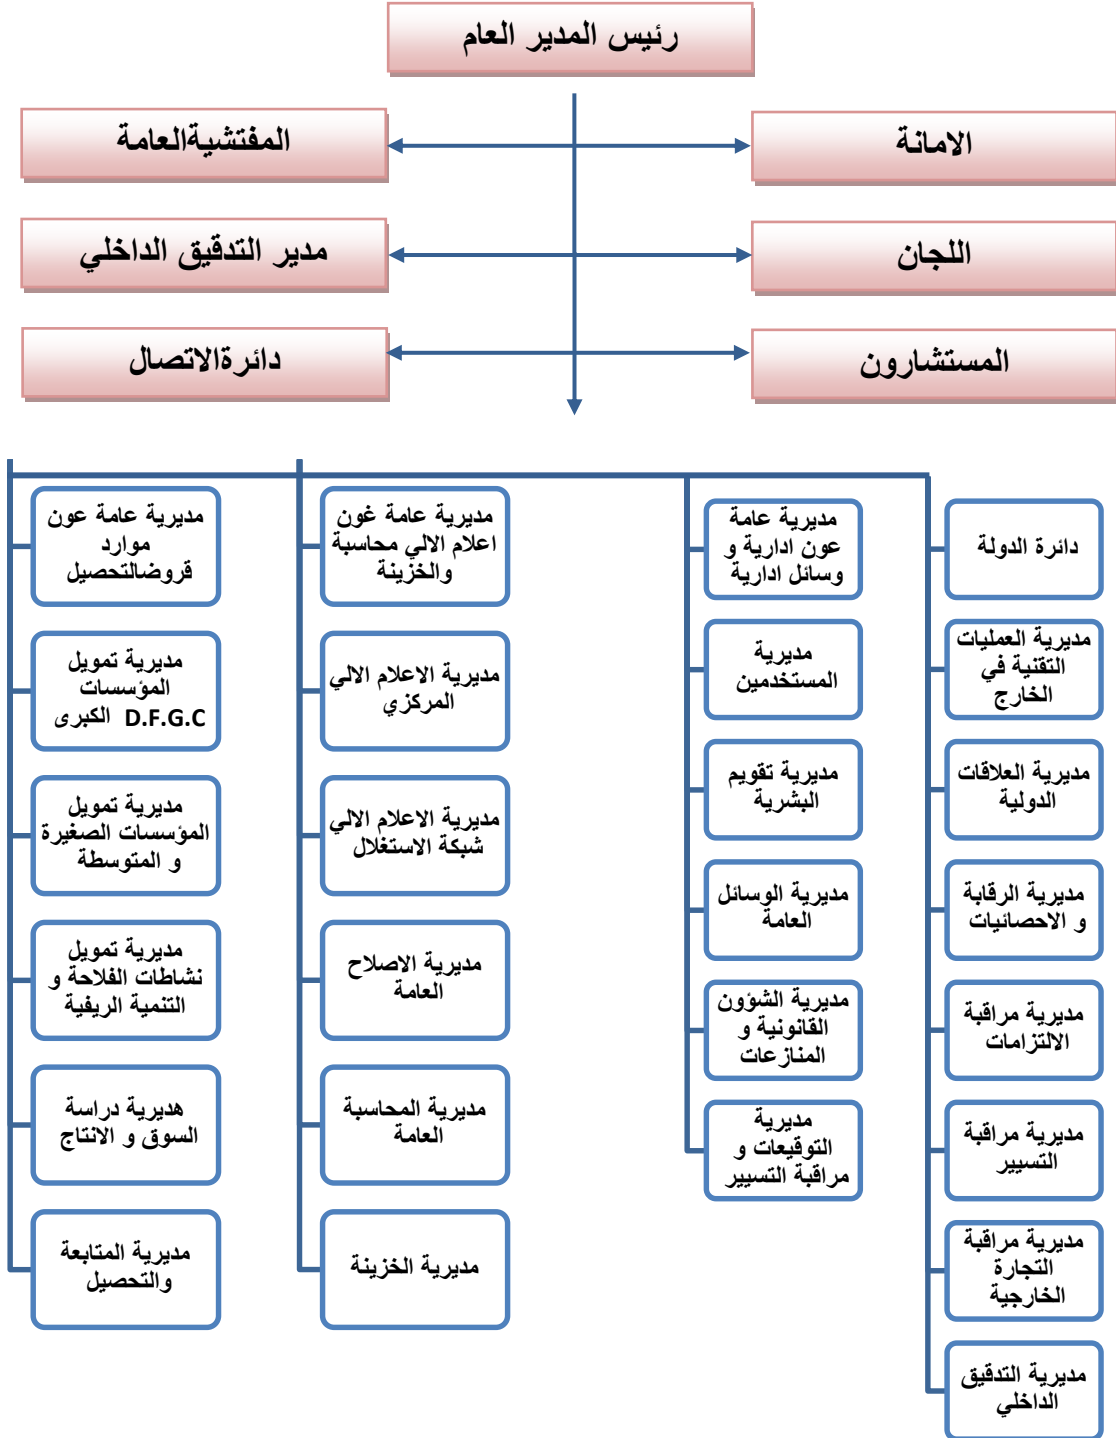 رئيس المدير العام
الامانة
المفتشيةالعامة
اللجان
مدير التدقيق الداخلي
المستشارون
دائرةالاتصال
دائرة الدولة
مديرية العمليات
التقنية في
الخارج
مديرية العلاقات
الدولية
مديرية الرقابة
و الاحصائيات
مديرية مراقبة
الالتزامات
مديرية مراقبة
التسيير
مديرية مراقبة
التجارة
الخارجية
مديرية التدقيق
الداخلي
مديرية عامة
عون ادارية و
وسائل ادارية
مديرية
المستخدمين
مديرية تقويم
البشرية
مديرية الوسائل
العامة
مديرية الشؤون
القانونية و
المنازعات
مديرية
التوقيعات و
مراقبة التسيير
مديرية عامة غون
اعلام الالي محاسبة
والخزينة
مديرية الاعلام الالي
المركزي
مديرية الاعلام الالي
شبكة الاستغلال
مديرية الاصلاح
العامة
مديرية المحاسبة
العامة
مديرية الخزينة
مديرية عامة عون
موارد
قروضالتحصيل
مديرية تمويل
المؤسسات
الكبرى D.F.G.C
مديرية تمويل
المؤسسات الصغيرة
و المتوسطة
مديرية تمويل
نشاطات الفلاحة و
التنمية الريفية
هديرية دراسة
السوق و الانتاج
مديرية المتابعة
والتحصيل